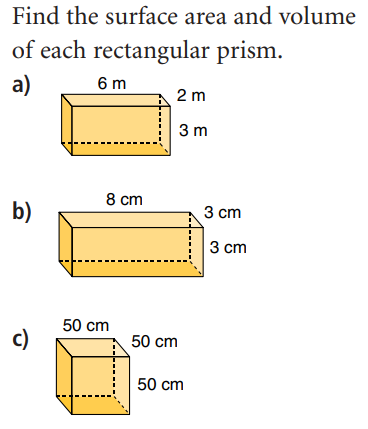 Find the surface area and volume
of each rectangular prism.
a)
6 m
2 m
3 m
b)
8 cm
3 cm
3 cm
c)
50 cm
50 cm
50 cm